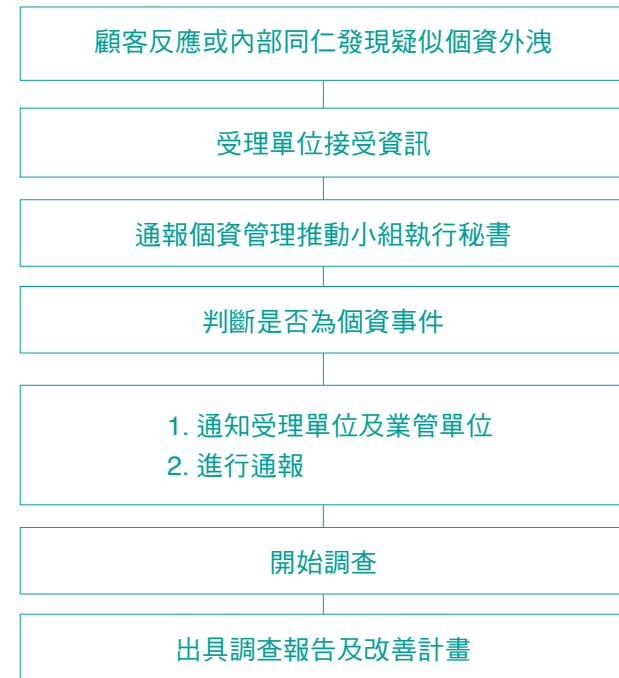 顧客反應或內部同仁發現疑似個資外洩
受理單位接受資訊
通報個資管理推動小組執行秘書
判斷是否為個資事件
1. 通知受理單位及業管單位
2. 進行通報
開始調查
出具調查報告及改善計畫